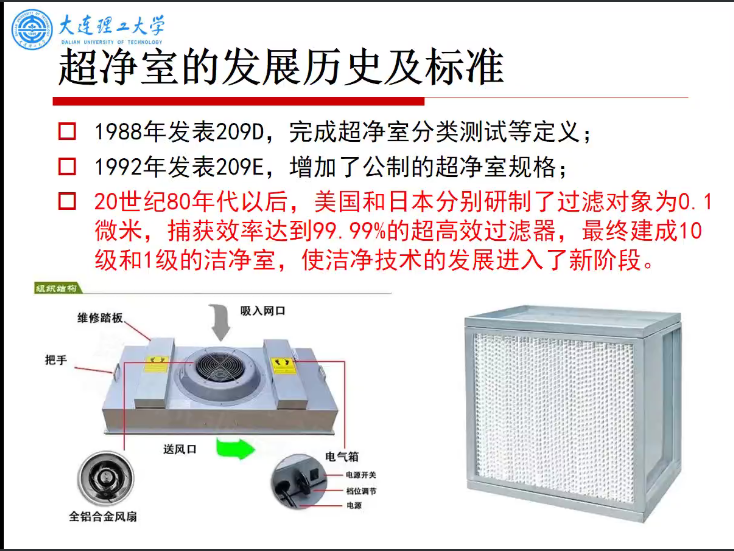 大连理工大学
DALIAN UNIVERSITY OF TECHNOLOGY
超净室的发展历史及标准
1988年发表209D，完成超净室分类测试等定义；
1992年发表209E，增加了公制的超净室规格；
20世纪80年代以后，美国和日本分别研制了过滤对象为0.1
微米，捕获效率达到99.99%的超高效过滤器，最终建成10
级和1级的洁净室，使洁净技术的发展进入了新阶段。
组织结构
吸入网口
维修踏板
把手
送风口
电气箱
电源开关
档位调节
电源
全铝合金风扇